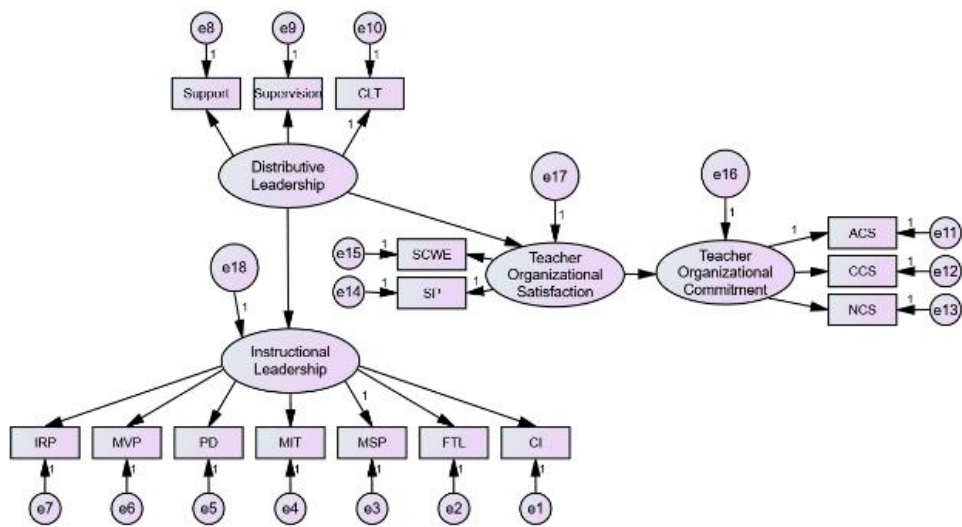 e8
e9
e10
1
1
1
Support
Supervision
CLT
1
Distributive
Leadership
e17
e16
1
1
e15
1
SCWE
e14
1
SP
1
Teacher
Organizational
Satisfaction
Teacher
Organizational
Commitment
1
ACS
1
e11
CCS
1
e12
NCS
1
e13
e18
1
Instructional
Leadership
1
IRP
MVP
PD
MIT
MSP
FTL
CI
1
1
1
1
1
1
1
e7
e6
e5
e4
e3
e2
e1